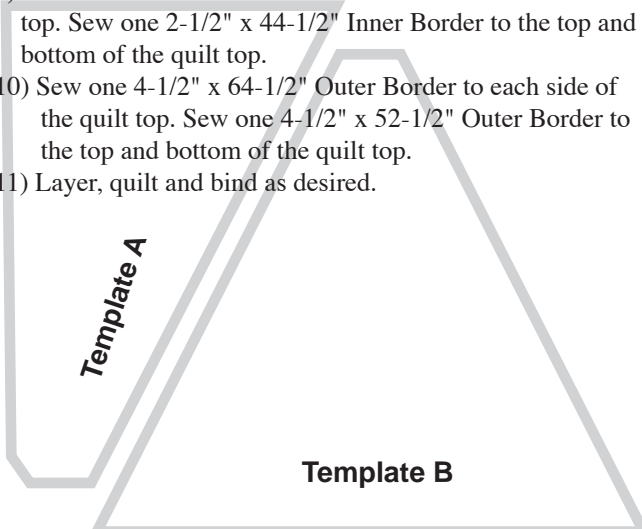 top. Sew one 2-1/2" x 44-1/2" Inner Border to the top and
bottom of the quilt top.
10) Sew one 4-1/2" x 64-1/2" Outer Border to each side of
the quilt top. Sew one 4-1/2" x 52-1/2" Outer Border to
the top and bottom of the quilt top.
11) Layer, quilt and bind as desired.
Template A
Template B